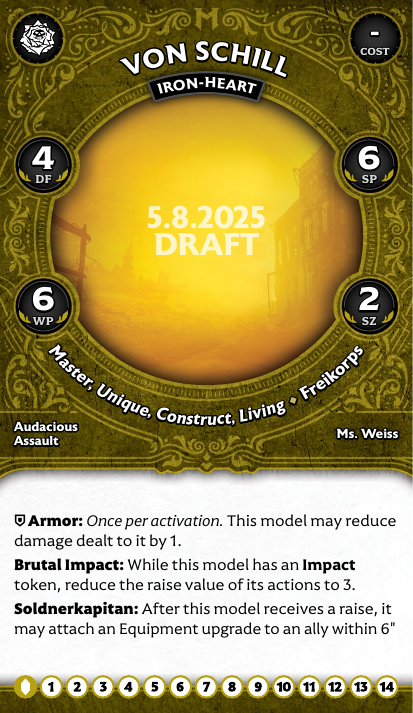 -
COST
VON SCHILL
IRON-HEART
4
DF
6
SP
5.8.2025
DRAFT
6
WP
2
SZ
Master, Unique, Construct, Living ♦ Freikorps
Audacious
Assault
Ms. Weiss
Armor: Once per activation. This model may reduce
damage dealt to it by 1.
Brutal Impact: While this model has an Impact
token, reduce the raise value of its actions to 3.
Soldnerkapitan: After this model receives a raise, it
may attach an Equipment upgrade to an ally within 6"
1 2 3 4 5 6 7 8 9 10 11 12 13 14